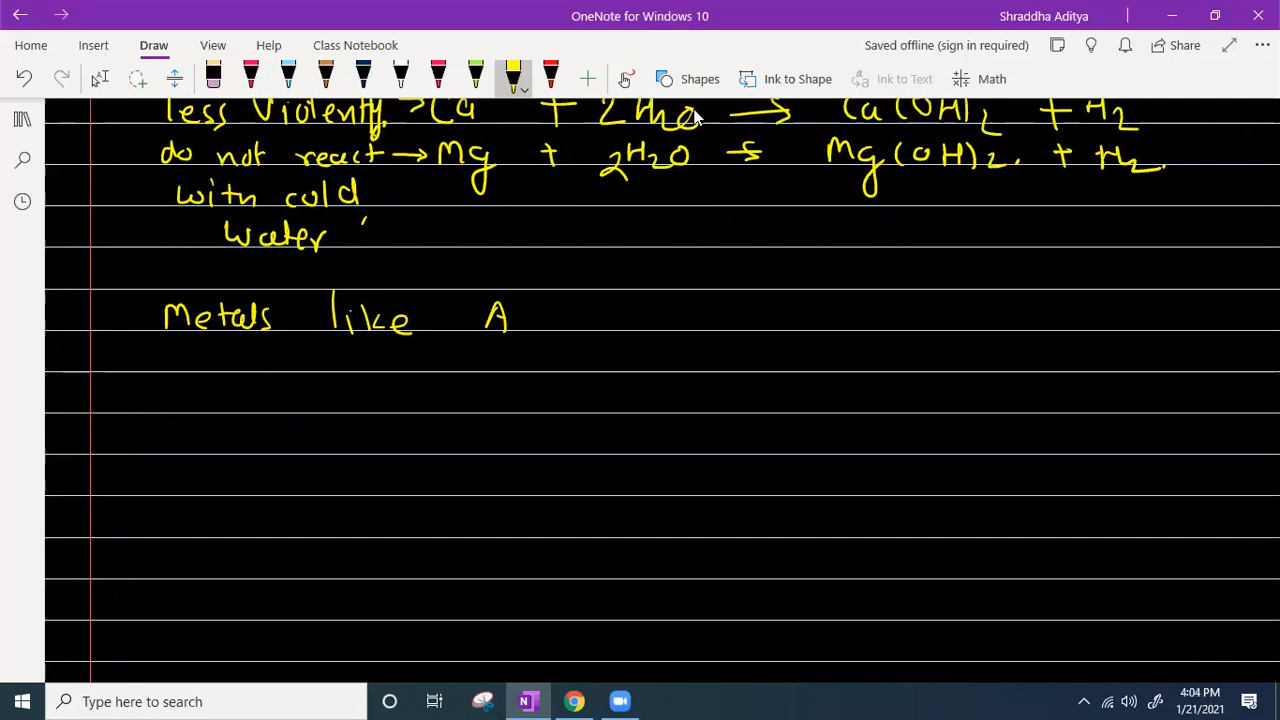 OneNote for Windows 10
Shraddha Aditya
Home Insert Draw View Help Class Notebook
Saved offline (sign in required) Share
Shapes Ink to Shape Ink to Text Math
less violently → Ca + 2H2O → Ca(OH)2 + H2
do not react → Mg + 2H2O → Mg(OH)2 + H2.
with cold
water
Metals like A
Type here to search
4:04 PM
1/21/2021